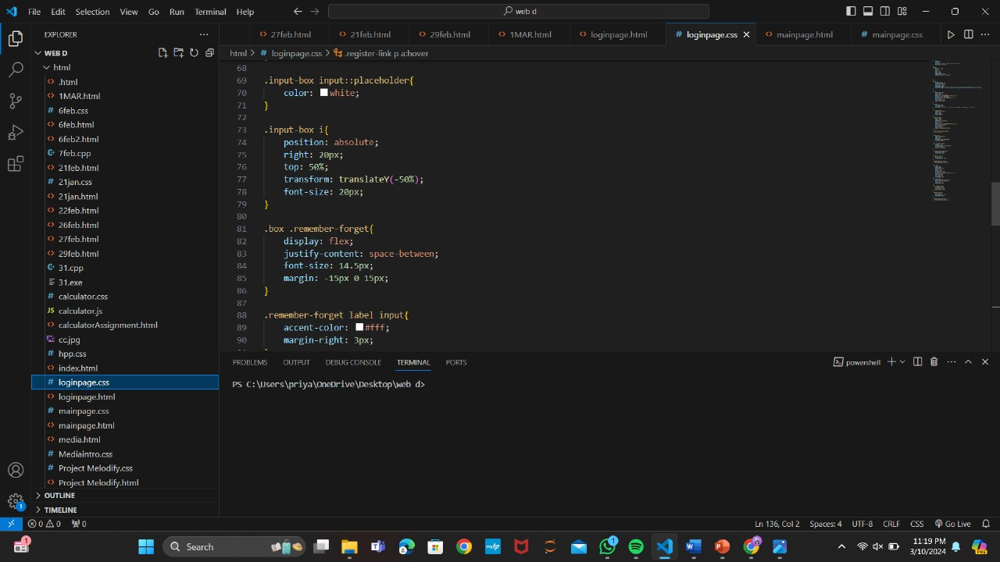 File Edit Selection View Go Run Terminal Help
web d
EXPLORER
27feb.html 21feb.html 29feb.html 1MAR.html loginpage.html # loginpage.css mainpage.html # mainpage.css
WEB D
html > # loginpage.css > .register-link p a:hover
html
.html
1MAR.html
# 6feb.css
6feb.html
6feb2.html
7feb.cpp
21feb.html
# 21jan.css
21jan.html
22feb.html
26feb.html
27feb.html
29feb.html
31.cpp
31.exe
# calculator.css
JS calculator.js
calculatorAssignment.html
cc.jpg
# hpp.css
index.html
# loginpage.css
loginpage.html
# mainpage.css
mainpage.html
media.html
# Mediaintro.css
# Project Melodify.css
Project Melodify.html
OUTLINE
TIMELINE
68
69 .input-box input::placeholder{
70 color: white;
71 }
72
73 .input-box i{
74 position: absolute;
75 right: 20px;
76 top: 50%;
77 transform: translateY(-50%);
78 font-size: 20px;
79 }
80
81 .box .remember-forget{
82 display: flex;
83 justify-content: space-between;
84 font-size: 14.5px;
85 margin: -15px 0 15px;
86 }
87
88 .remember-forget label input{
89 accent-color: #fff;
90 margin-right: 3px;
PROBLEMS OUTPUT DEBUG CONSOLE TERMINAL PORTS
powershell
PS C:\Users\priya\OneDrive\Desktop\web d>
1
0 0 0
Ln 136, Col 2 Spaces: 4 UTF-8 CRLF CSS Go Live
1
Search
1
11:19 PM
3/10/2024
PRE